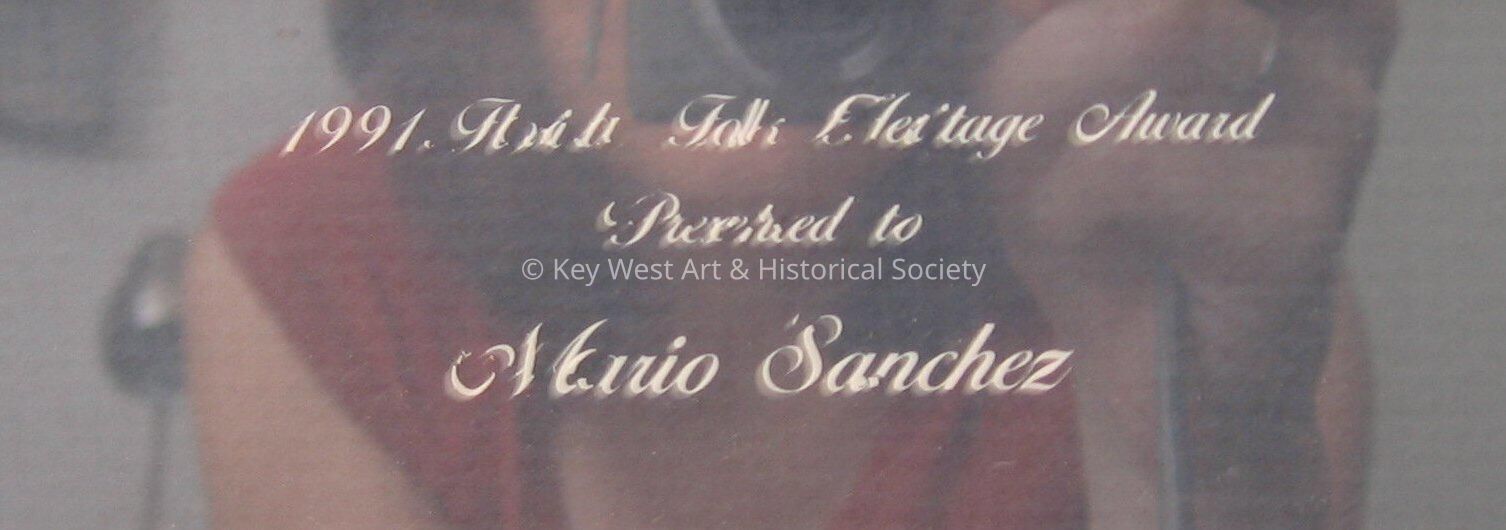 1991 Florida Folk Heritage Award
Presented to
© Key West Art & Historical Society
Mario Sanchez